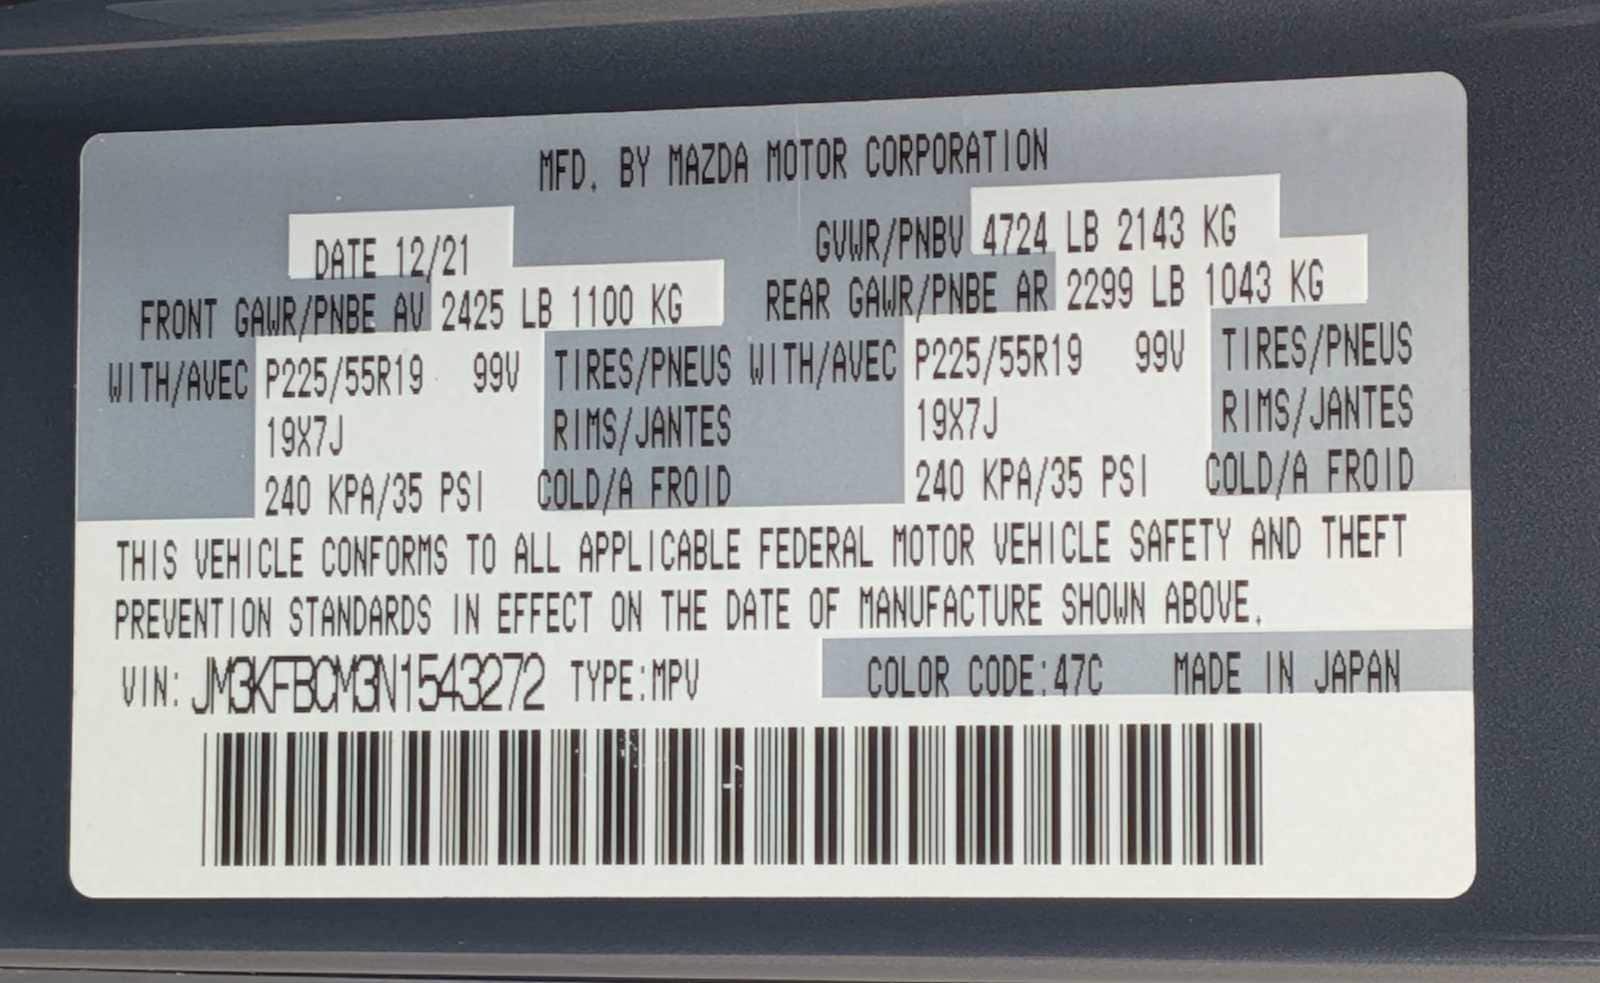 MFD. BY MAZDA MOTOR CORPORATION
DATE 12/21 GVWR/PNBV 4724 LB 2143 KG
FRONT GAWR/PNBE AV 2425 LB 1100 KG REAR GAWR/PNBE AR 2299 LB 1043 KG
WITH/AVEC P225/55R19 99V TIRES/PNEUS WITH/AVEC P225/55R19 99V TIRES/PNEUS
19X7J RIMS/JANTES 19X7J RIMS/JANTES
240 KPA/35 PSI COLD/A FROID 240 KPA/35 PSI COLD/A FROID
THIS VEHICLE CONFORMS TO ALL APPLICABLE FEDERAL MOTOR VEHICLE SAFETY AND THEFT
PREVENTION STANDARDS IN EFFECT ON THE DATE OF MANUFACTURE SHOWN ABOVE.
VIN: JM3KFBCM3N1543272 TYPE:MPV COLOR CODE:47C MADE IN JAPAN